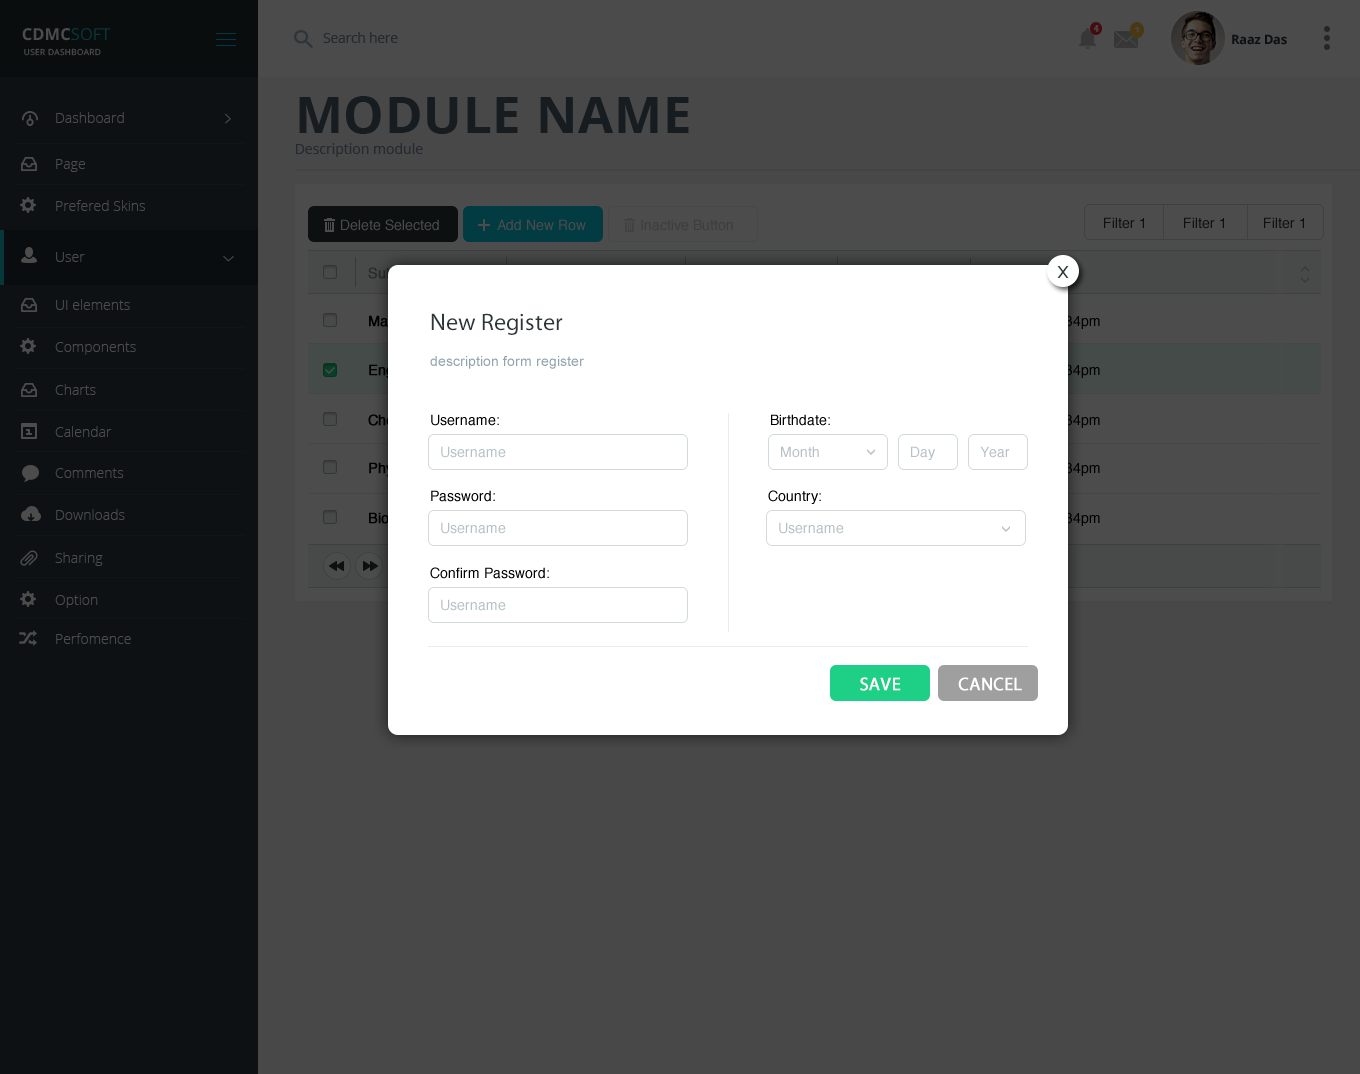 CDMCSOFT
USER DASHBOARD
Search here
4
Raaz Das
Dashboard
Page
Prefered Skins
User
UI elements
Components
Charts
Calendar
Comments
Downloads
Sharing
Option
Perfomence
MODULE NAME
Description module
Delete Selected
Add New Row
Inactive Button
Filter 1
Filter 1
Filter 1
X
New Register
description form register
Username:
Username
Password:
Username
Confirm Password:
Username
Birthdate:
Month
Day
Year
Country:
Username
SAVE
CANCEL
Su
Ma
34pm
Eng
34pm
Che
34pm
Phy
34pm
Bio
34pm